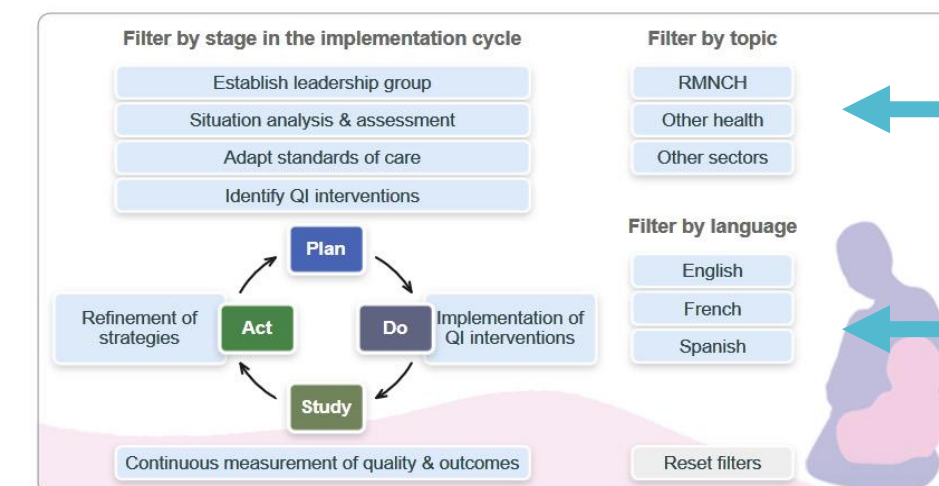 Filter by stage in the implementation cycle
Establish leadership group
Situation analysis & assessment
Adapt standards of care
Identify QI interventions
Plan
Refinement of
strategies
Act
Do
Implementation of
QI interventions
Study
Continuous measurement of quality & outcomes
Filter by topic
RMNCH
Other health
Other sectors
Filter by language
English
French
Spanish
Reset filters